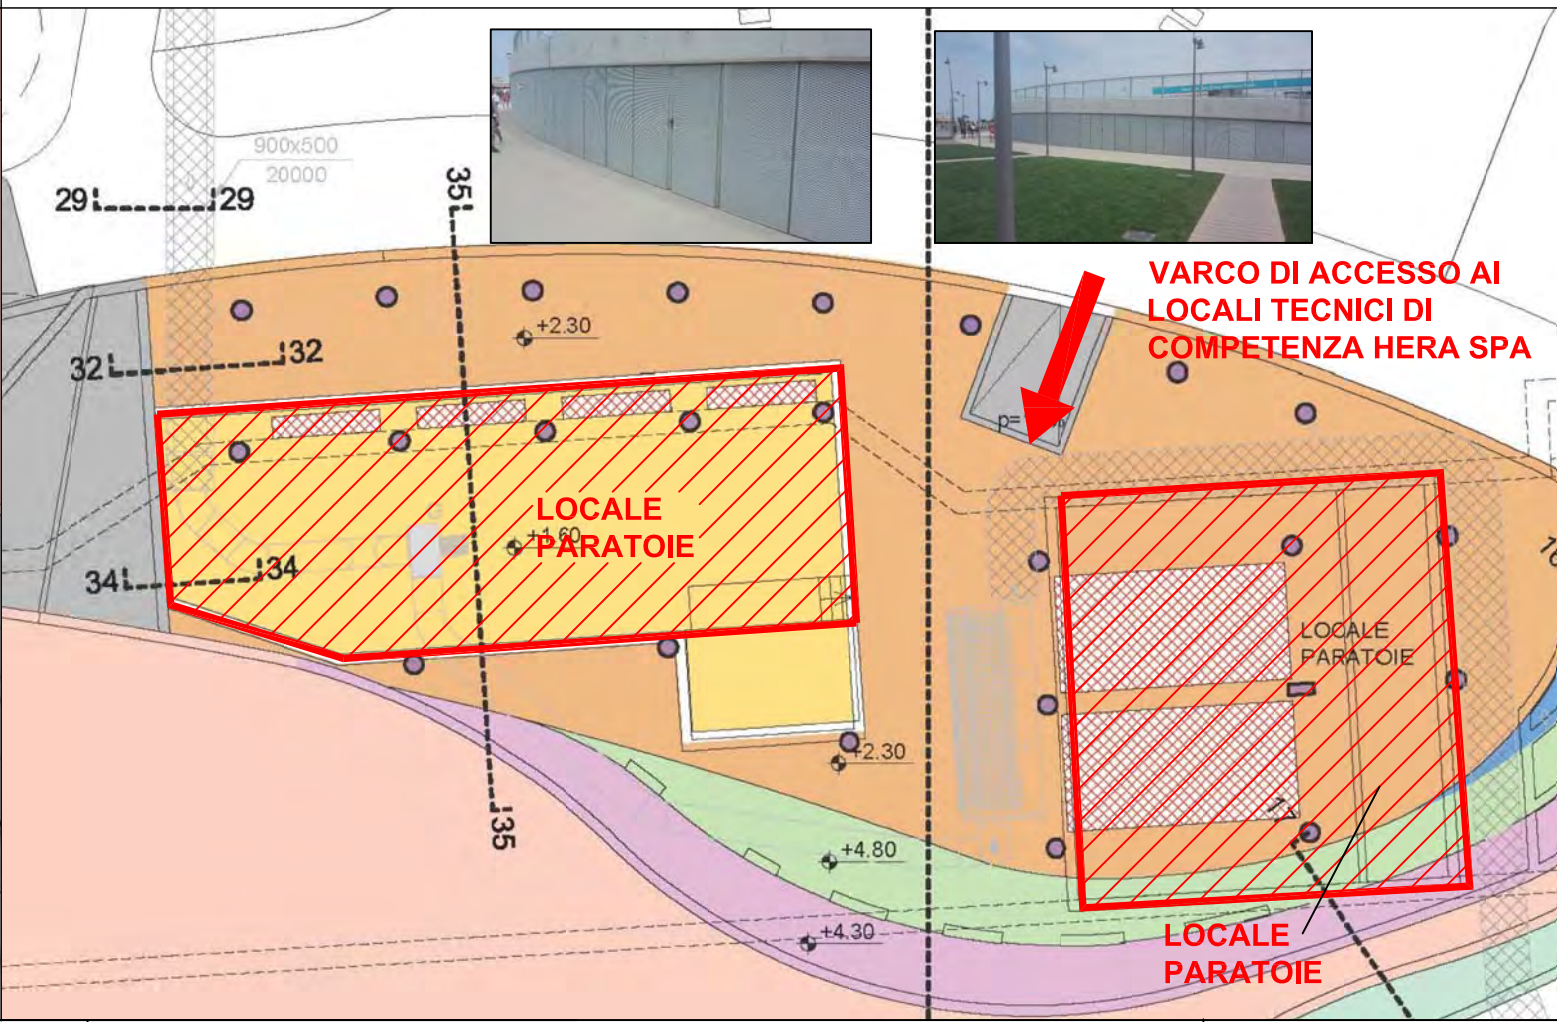 900x500
20000
29
29
35
VARCO DI ACCESSO AI
LOCALI TECNICI DI
COMPETENZA HERA SPA
+2.30
32
32
p=
LOCALE
PARATOIE
+1.60
34
34
LOCALE
PARATOIE
+2.30
35
17
+4.80
+4.30
LOCALE
PARATOIE